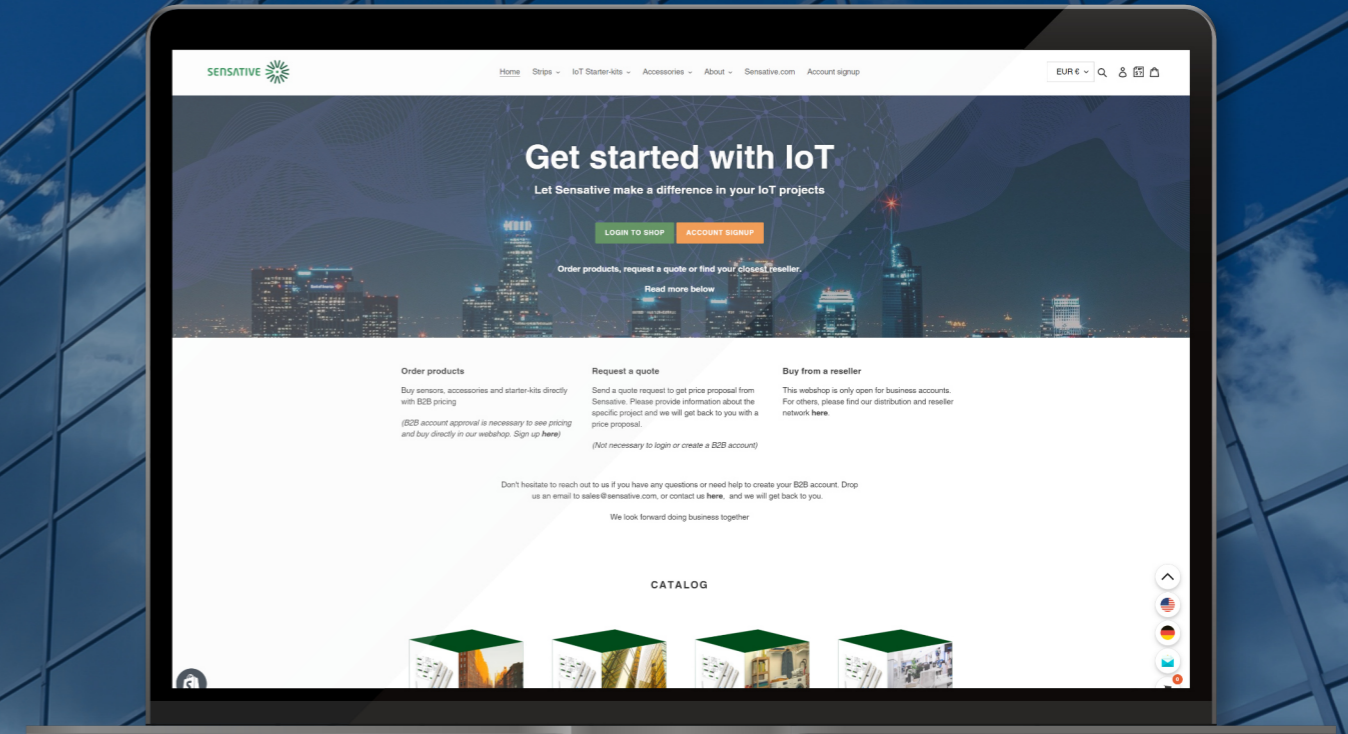 SENSATIVE
Home Strips IoT Starter-kits Accessories About Sensative.com Account signup
EUR €
Get started with IoT
Let Sensative make a difference in your IoT projects
LOGIN TO SHOP ACCOUNT SIGNUP
Order products, request a quote or find your closest reseller.
Read more below
Order products
Buy sensors, accessories and starter-kits directly
with B2B pricing
(B2B account approval is necessary to see pricing
and buy directly in our webshop. Sign up here)
Request a quote
Send a quote request to get price proposal from
Sensative. Please provide information about the
specific project and we will get back to you with a
price proposal.
(Not necessary to login or create a B2B account)
Buy from a reseller
This webshop is only open for business accounts.
For others, please find our distribution and reseller
network here.
Don't hesitate to reach out to us if you have any questions or need help to create your B2B account. Drop
us an email to sales@sensative.com, or contact us here, and we will get back to you.
We look forward doing business together
CATALOG
0